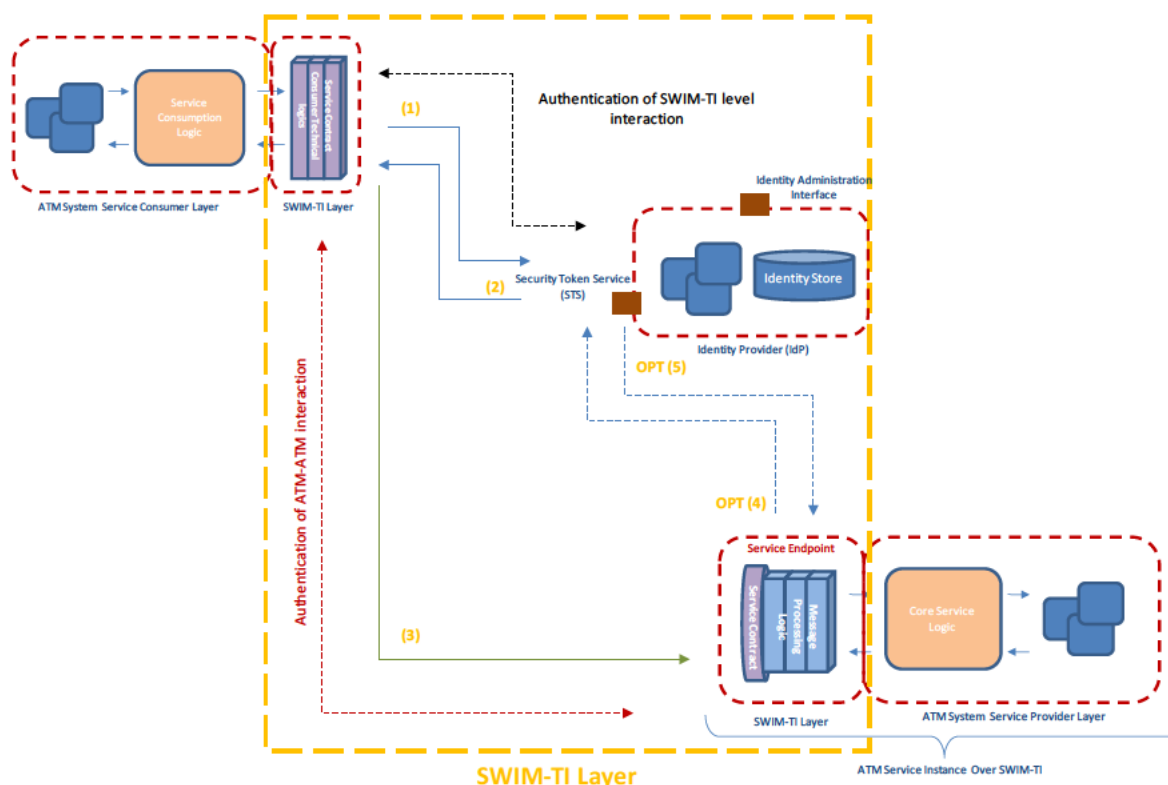 Service
Consumption
Logic
Service Contract
Consumer Technical
logics
ATM System Service Consumer Layer
SWIM-TI Layer
(1)
Authentication of SWIM-TI level
interaction
Identity Administration
Interface
(2)
Security Token Service
(STS)
Identity Store
Identity Provider (IdP)
OPT (5)
Authentication of ATM-ATM interaction
OPT (4)
(3)
Service Endpoint
Service Contract
Message
Processing
Logic
Core Service
Logic
SWIM-TI Layer
ATM System Service Provider Layer
ATM Service Instance Over SWIM-TI
SWIM-TI Layer